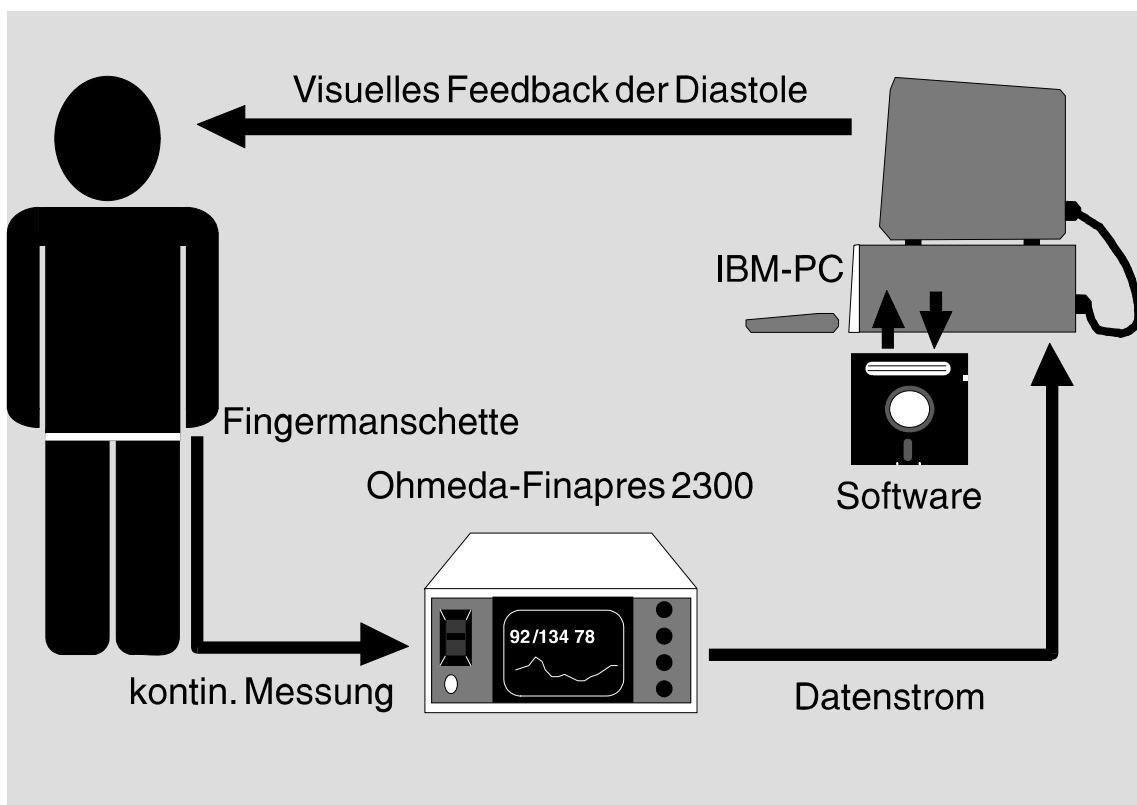 Visuelles Feedback der Diastole
IBM-PC
Fingermanschette
Ohmeda-Finapres 2300
Software
92/134 78
kontin. Messung
Datenstrom